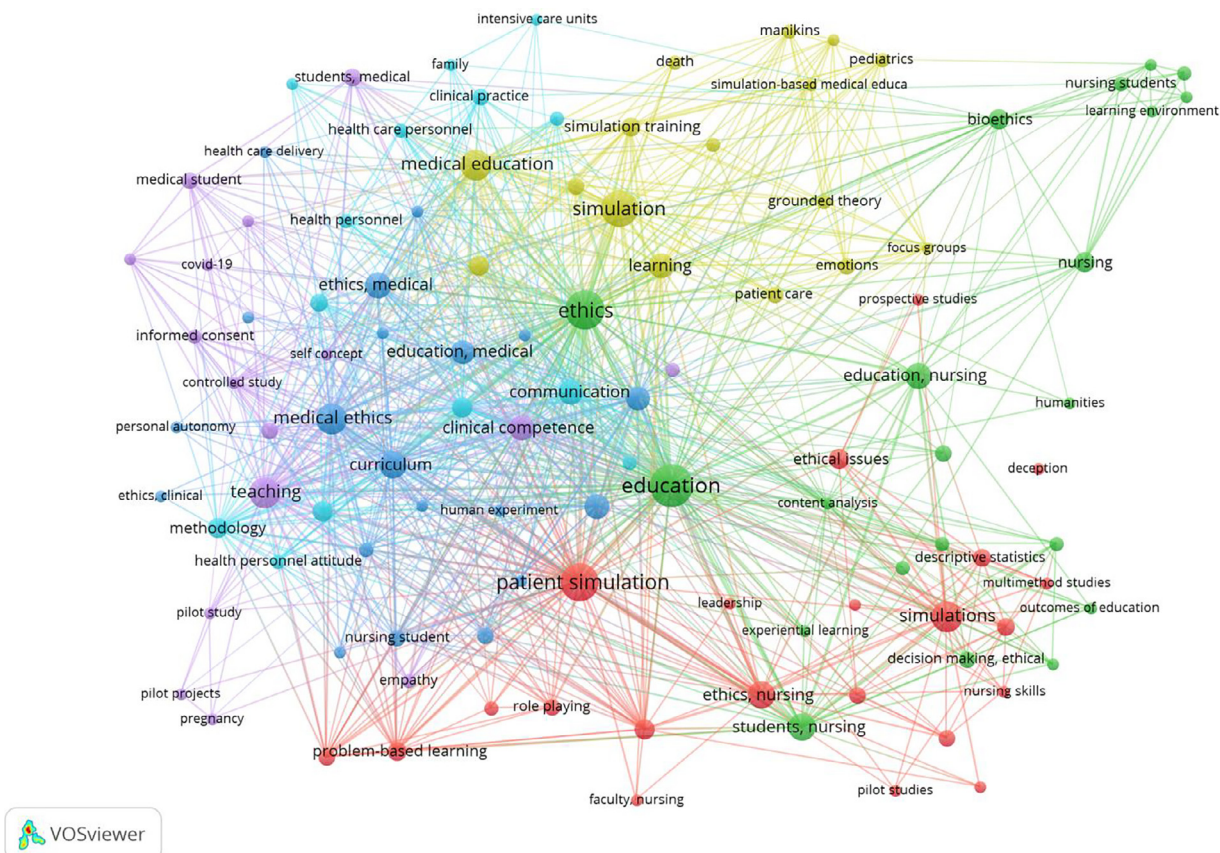 intensive care units
manikins
family
death
pediatrics
students, medical
simulation-based medical educa
nursing students
clinical practice
learning environment
bioethics
health care personnel
simulation training
health care delivery
medical education
medical student
grounded theory
simulation
health personnel
focus groups
covid-19
learning
emotions
nursing
ethics, medical
patient care
prospective studies
ethics
informed consent
self concept
education, medical
controlled study
education, nursing
communication
humanities
medical ethics
personal autonomy
clinical competence
ethical issues
curriculum
deception
teaching
education
ethics, clinical
content analysis
human experiment
methodology
health personnel attitude
descriptive statistics
patient simulation
multimethod studies
leadership
outcomes of education
pilot study
simulations
experiential learning
nursing student
decision making, ethical
empathy
pilot projects
ethics, nursing
nursing skills
role playing
pregnancy
students, nursing
problem-based learning
pilot studies
faculty, nursing
VOSviewer